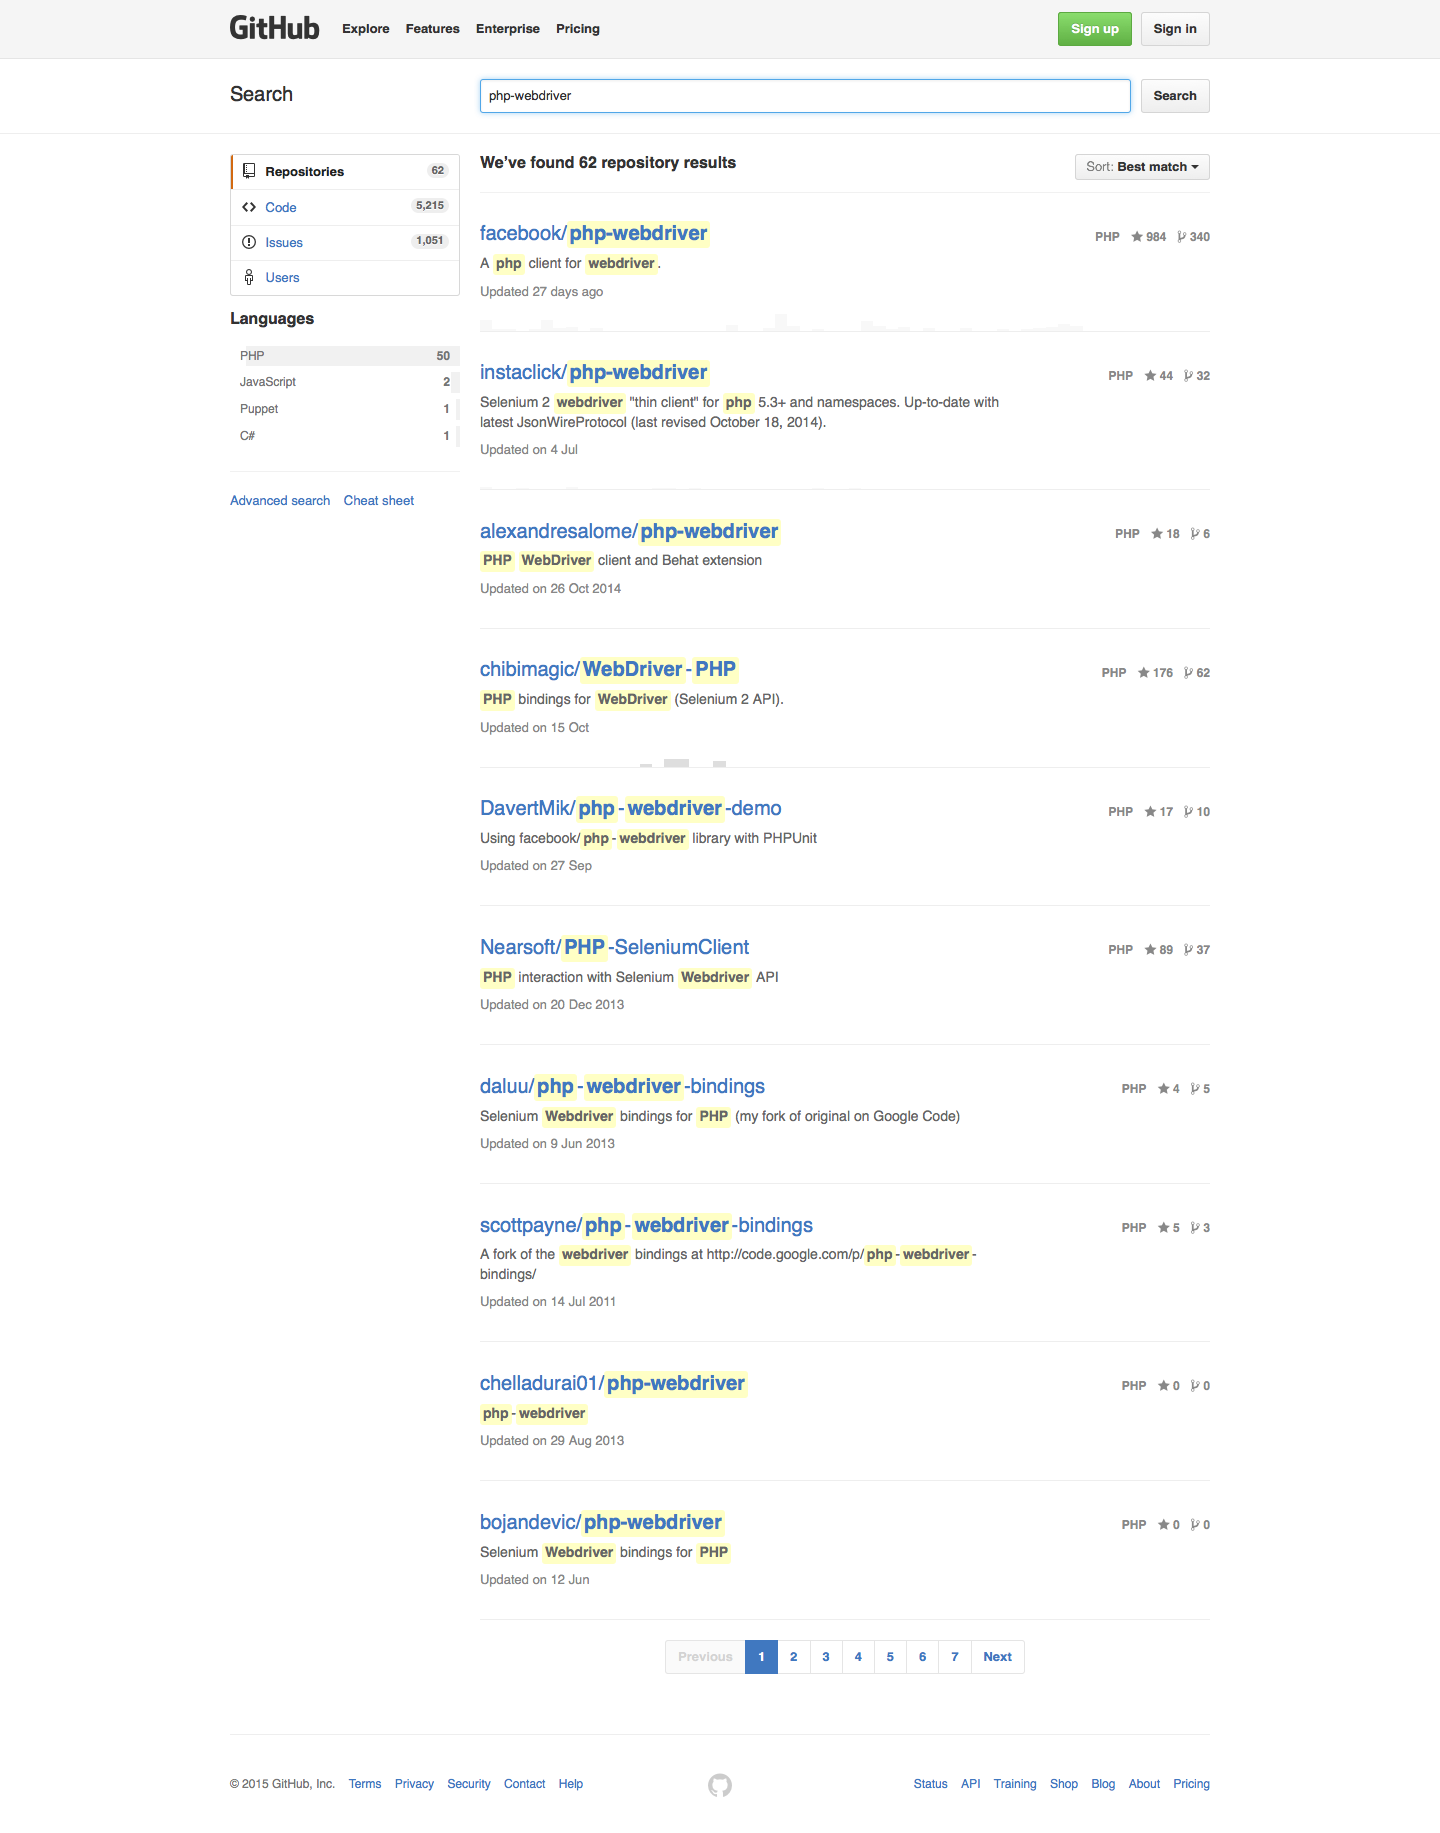 GitHub Explore Features Enterprise Pricing Sign up Sign in
Search php-webdriver Search
Repositories 62
Code 5,215
Issues 1,051
Users
Languages
PHP 50
JavaScript 2
Puppet 1
C# 1
Advanced search Cheat sheet
We've found 62 repository results Sort: Best match
facebook/php-webdriver PHP 984 340
A php client for webdriver.
Updated 27 days ago
instaclick/php-webdriver PHP 44 32
Selenium 2 webdriver "thin client" for php 5.3+ and namespaces. Up-to-date with
latest JsonWireProtocol (last revised October 18, 2014).
Updated on 4 Jul
alexandresalome/php-webdriver PHP 18 6
PHP WebDriver client and Behat extension
Updated on 26 Oct 2014
chibimagic/WebDriver-PHP PHP 176 62
PHP bindings for WebDriver (Selenium 2 API).
Updated on 15 Oct
DavertMik/php-webdriver-demo PHP 17 10
Using facebook/php-webdriver library with PHPUnit
Updated on 27 Sep
Nearsoft/PHP-SeleniumClient PHP 89 37
PHP interaction with Selenium Webdriver API
Updated on 20 Dec 2013
daluu/php-webdriver-bindings PHP 4 5
Selenium Webdriver bindings for PHP (my fork of original on Google Code)
Updated on 9 Jun 2013
scottpayne/php-webdriver-bindings PHP 5 3
A fork of the webdriver bindings at http://code.google.com/p/php-webdriver-
bindings/
Updated on 14 Jul 2011
chelladurai01/php-webdriver PHP 0 0
php-webdriver
Updated on 29 Aug 2013
bojandevic/php-webdriver PHP 0 0
Selenium Webdriver bindings for PHP
Updated on 12 Jun
Previous 1 2 3 4 5 6 7 Next
© 2015 GitHub, Inc. Terms Privacy Security Contact Help Status API Training Shop Blog About Pricing